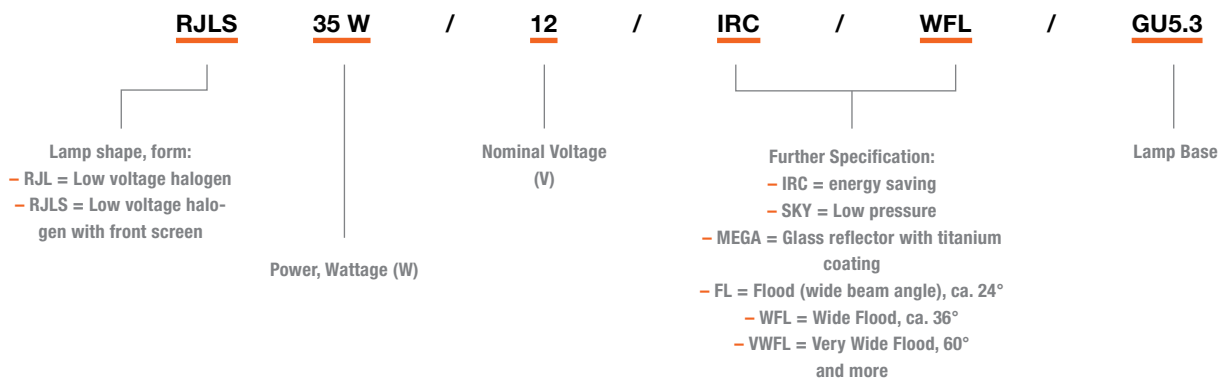 RJLS 35 W / 12 / IRC / WFL / GU5.3
Lamp shape, form:
– RJL = Low voltage halogen
– RJLS = Low voltage halo-
gen with front screen
Power, Wattage (W)
Nominal Voltage
(V)
Further Specification:
– IRC = energy saving
– SKY = Low pressure
– MEGA = Glass reflector with titanium
coating
– FL = Flood (wide beam angle), ca. 24°
– WFL = Wide Flood, ca. 36°
– VWFL = Very Wide Flood, 60°
and more
Lamp Base